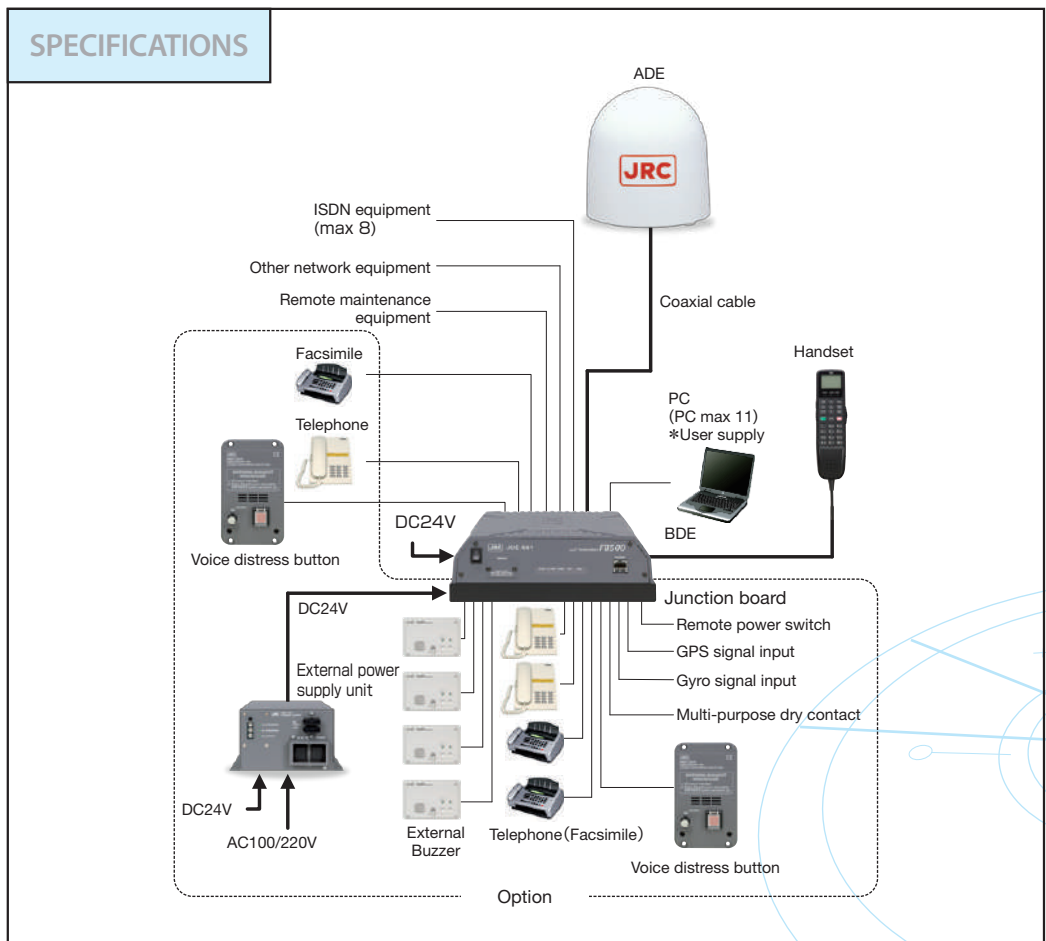 SPECIFICATIONS
ADE
JRC
ISDN equipment
(max 8)
Other network equipment
Coaxial cable
Remote maintenance
equipment
Handset
Facsimile
PC
(PC max 11)
*User supply
Telephone
DC24V
BDE
JRC
FB500
Voice distress button
Junction board
DC24V
Remote power switch
GPS signal input
External power
supply unit
Gyro signal input
Multi-purpose dry contact
DC24V
AC100/220V
External
Buzzer
Telephone(Facsimile)
Voice distress button
Option